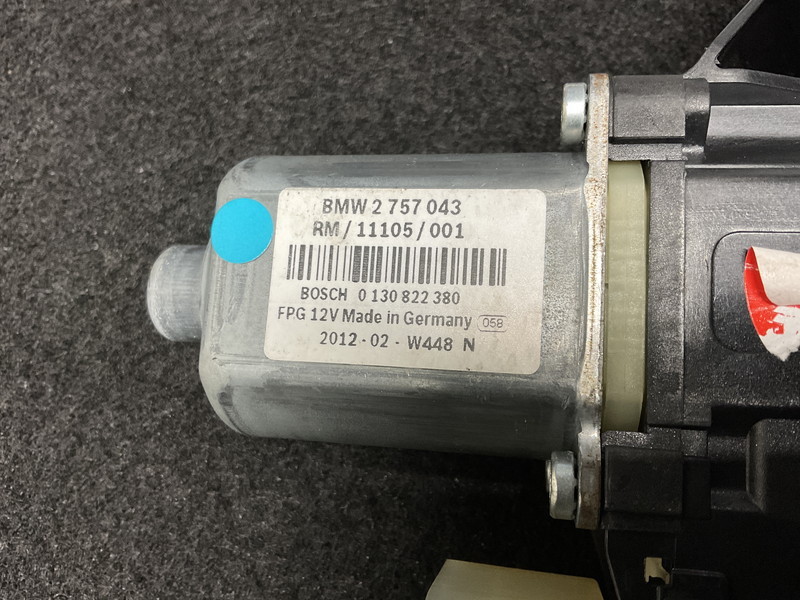 BMW 2 757 043
RM / 11105 / 001
BOSCH 0 130 822 380
FPG 12V Made in Germany 058
2012 - 02 - W448 N